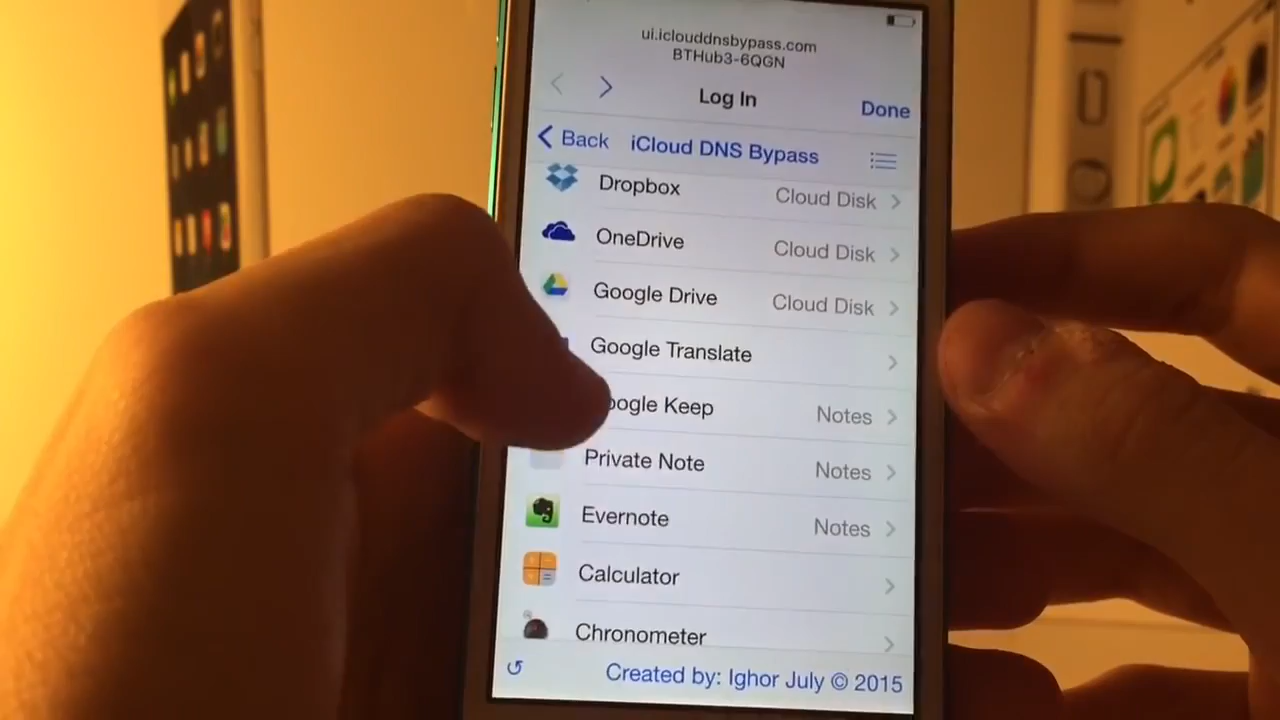 ui.iclouddnsbypass.com
BTHub3-6QGN
Log In
Done
Back
iCloud DNS Bypass
Dropbox Cloud Disk
OneDrive Cloud Disk
Google Drive Cloud Disk
Google Translate
oogle Keep Notes
Private Note Notes
Evernote Notes
Calculator
Chronometer
Created by: Ighor July © 2015